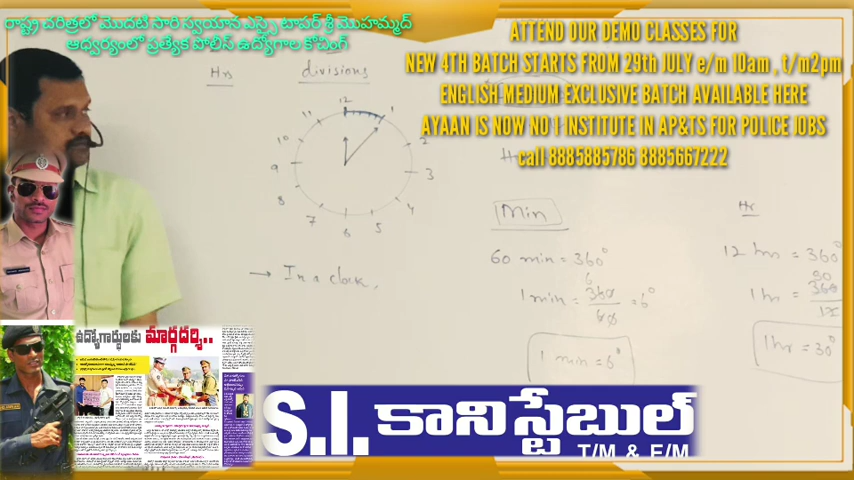 రాష్ట్ర చరిత్రలో మొదటి సారి స్వయాన ఎస్సై టాపర్ శ్రీ మొహమ్మద్
ఆధ్వర్యంలో ప్రత్యేక పోలీస్ ఉద్యోగాల కోచింగ్
ATTEND OUR DEMO CLASSES FOR
NEW 4TH BATCH STARTS FROM 29th JULY e/m 10am , t/m2pm
ENGLISH MEDIUM EXCLUSIVE BATCH AVAILABLE HERE
AYAAN IS NOW NO 1 INSTITUTE IN AP&TS FOR POLICE JOBS
call 8885885786 8885667222
Hrs divisions
12
11 1
10 2
9 3
8 4
7 5
6
→ In a clock,
Min
60 min = 360°
1 min = 360/60 = 6°
1 min = 6°
Hr
12 hrs = 360°
30
1 hr = 360
12
1hr = 30°
ఉద్యోగార్థులకు మార్గదర్శి..
S.I. కానిస్టేబుల్
T/M & E/M